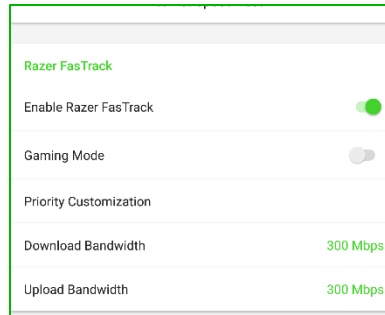 Razer FasTrack
Enable Razer FasTrack
Gaming Mode
Priority Customization
Download Bandwidth 300 Mbps
Upload Bandwidth 300 Mbps